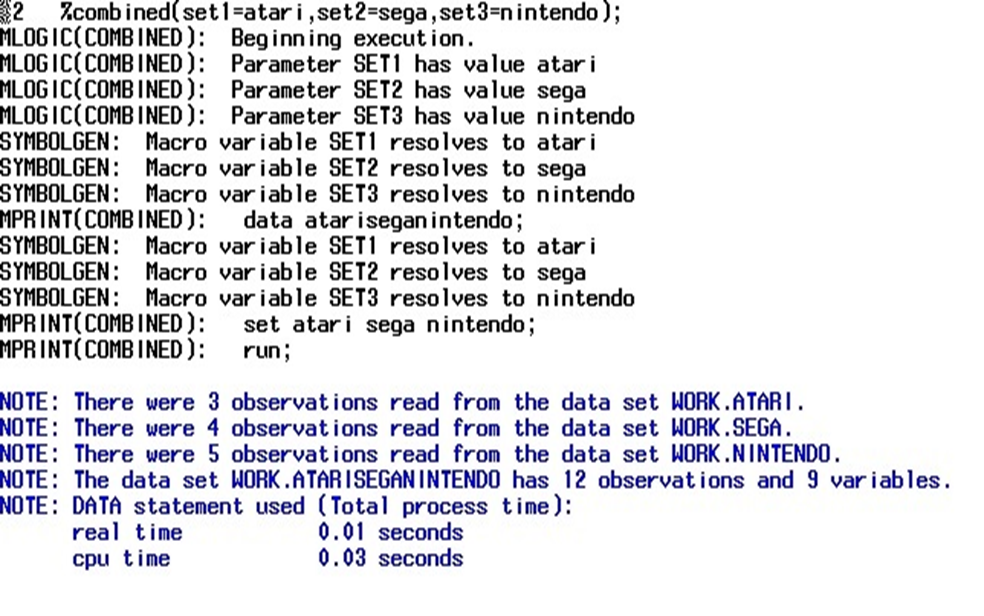 2   %combined(set1=atari,set2=sega,set3=nintendo);
MLOGIC(COMBINED):  Beginning execution.
MLOGIC(COMBINED):  Parameter SET1 has value atari
MLOGIC(COMBINED):  Parameter SET2 has value sega
MLOGIC(COMBINED):  Parameter SET3 has value nintendo
SYMBOLGEN:  Macro variable SET1 resolves to atari
SYMBOLGEN:  Macro variable SET2 resolves to sega
SYMBOLGEN:  Macro variable SET3 resolves to nintendo
MPRINT(COMBINED):   data atariseganintendo;
SYMBOLGEN:  Macro variable SET1 resolves to atari
SYMBOLGEN:  Macro variable SET2 resolves to sega
SYMBOLGEN:  Macro variable SET3 resolves to nintendo
MPRINT(COMBINED):   set atari sega nintendo;
MPRINT(COMBINED):   run;
NOTE: There were 3 observations read from the data set WORK.ATARI.
NOTE: There were 4 observations read from the data set WORK.SEGA.
NOTE: There were 5 observations read from the data set WORK.NINTENDO.
NOTE: The data set WORK.ATARISEGANINTENDO has 12 observations and 9 variables.
NOTE: DATA statement used (Total process time):
real time           0.01 seconds
cpu time            0.03 seconds